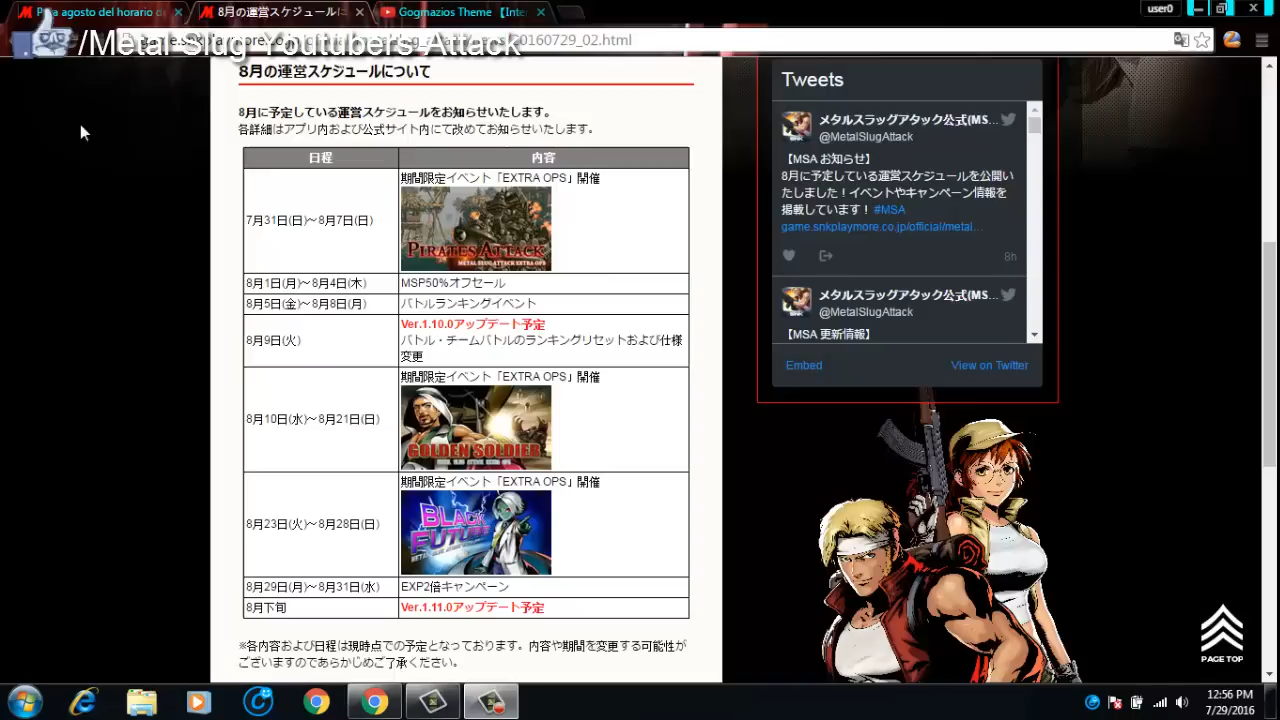 Para agosto del horario de
8月の運営スケジュールに
Gogmazios Theme 【Inte
user0
/Metal Slug Youtubers Attack
20160729_02.html
8月の運営スケジュールについて
8月に予定している運営スケジュールをお知らせいたします。
各詳細はアプリ内および公式サイト内にて改めてお知らせいたします。
日程 内容
7月31日(日)～8月7日(日)
期間限定イベント「EXTRA OPS」開催
PIRATES ATTACK
METAL SLUG ATTACK EXTRA OPS
8月1日(月)～8月4日(木) MSP50%オフセール
8月5日(金)～8月8日(月) バトルランキングイベント
8月9日(火)
Ver.1.10.0アップデート予定
バトル・チームバトルのランキングリセットおよび仕様
変更
8月10日(水)～8月21日(日)
期間限定イベント「EXTRA OPS」開催
GOLDEN SOLDIER
METAL SLUG ATTACK EXTRA OPS
8月23日(火)～8月28日(日)
期間限定イベント「EXTRA OPS」開催
BLACK
FUTURE
8月29日(月)～8月31日(水) EXP2倍キャンペーン
8月下旬 Ver.1.11.0アップデート予定
※各内容および日程は現時点での予定となっております。内容や期間を変更する可能性が
ございますのであらかじめご了承ください。
Tweets
メタルスラッグアタック公式(MS...
@MetalSlugAttack
【MSA お知らせ】
8月に予定している運営スケジュールを公開い
たしました！イベントやキャンペーン情報を
掲載しています！ #MSA
game.snkplaymore.co.jp/official/metal...
8h
メタルスラッグアタック公式(MS...
@MetalSlugAttack
【MSA 更新情報】
Embed
View on Twitter
PAGE TOP
12:56 PM
7/29/2016